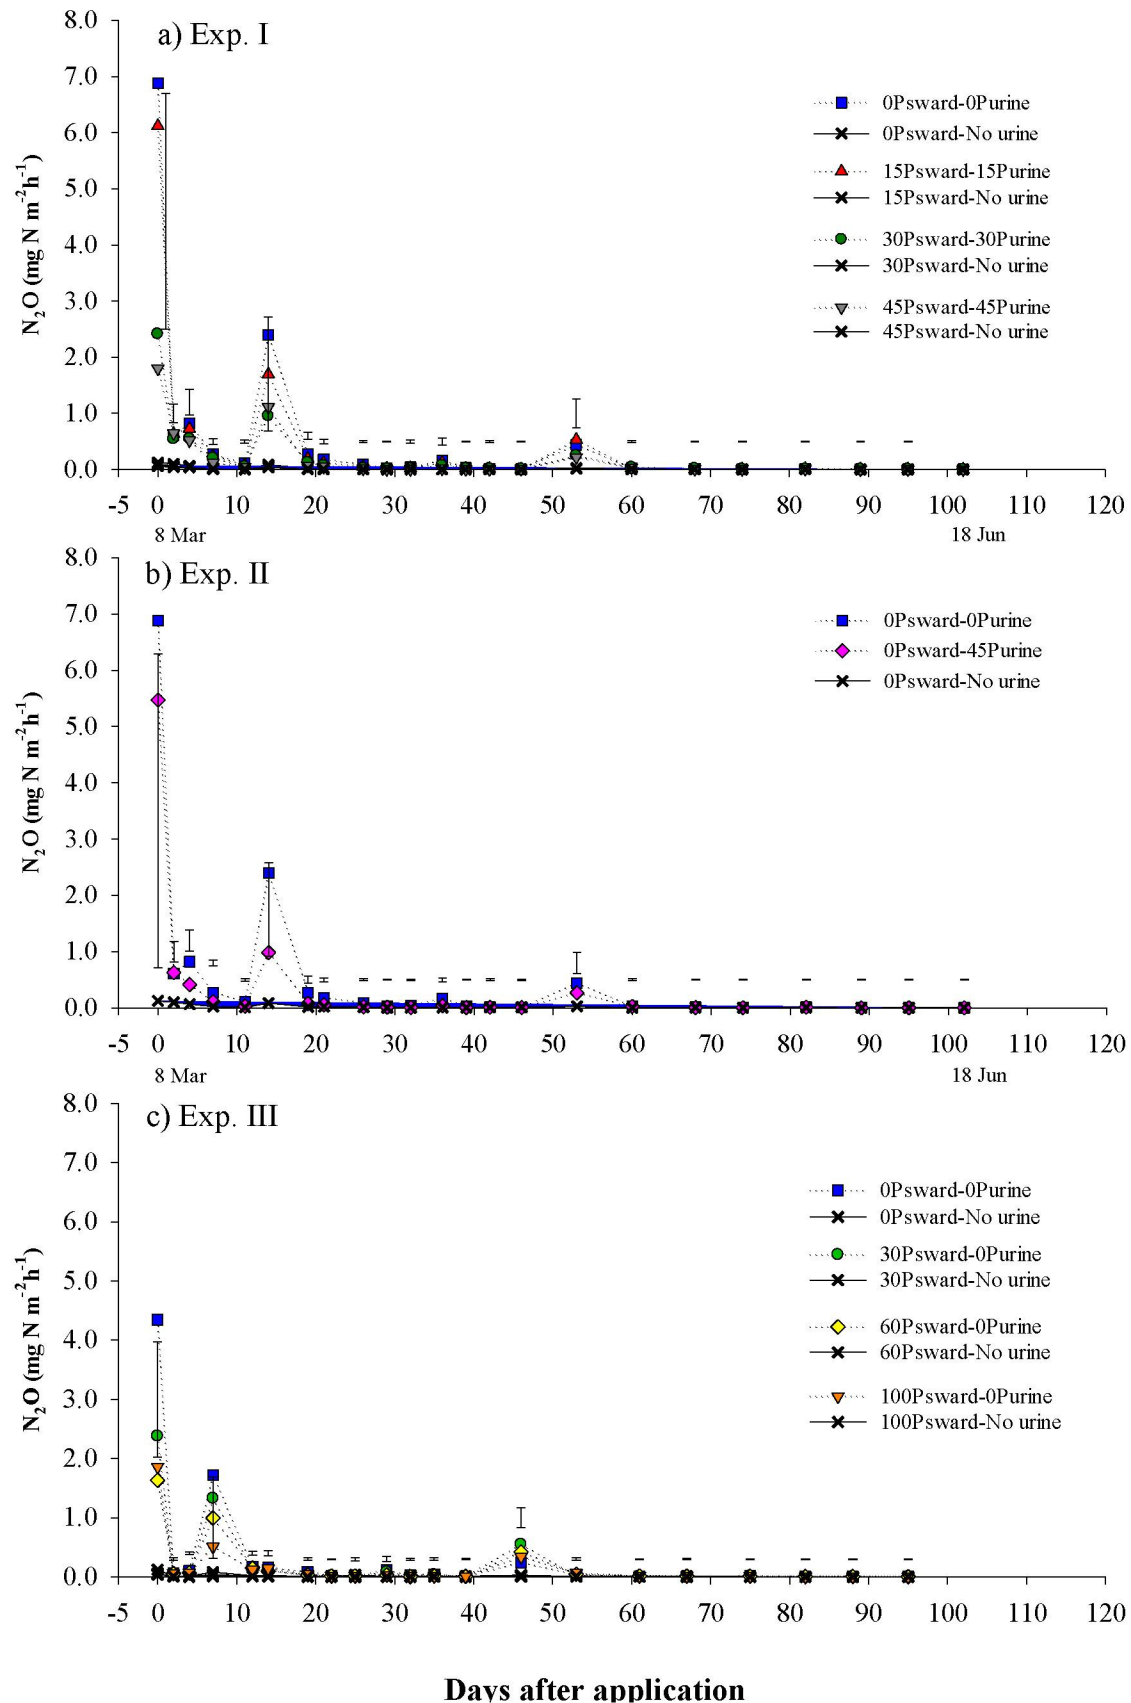 a) Exp. I
8.0
7.0
6.0
5.0
4.0
3.0
2.0
1.0
0.0
N₂O (mg N m⁻²h⁻¹)
0Psward-0Purine
0Psward-No urine
15Psward-15Purine
15Psward-No urine
30Psward-30Purine
30Psward-No urine
45Psward-45Purine
45Psward-No urine
-5 0 10 20 30 40 50 60 70 80 90 100 110 120
8 Mar 18 Jun
b) Exp. II
8.0
7.0
6.0
5.0
4.0
3.0
2.0
1.0
0.0
N₂O (mg N m⁻²h⁻¹)
0Psward-0Purine
0Psward-45Purine
0Psward-No urine
-5 0 10 20 30 40 50 60 70 80 90 100 110 120
8 Mar 18 Jun
c) Exp. III
8.0
7.0
6.0
5.0
4.0
3.0
2.0
1.0
0.0
N₂O (mg N m⁻²h⁻¹)
0Psward-0Purine
0Psward-No urine
30Psward-0Purine
30Psward-No urine
60Psward-0Purine
60Psward-No urine
100Psward-0Purine
100Psward-No urine
-5 0 10 20 30 40 50 60 70 80 90 100 110 120
Days after application